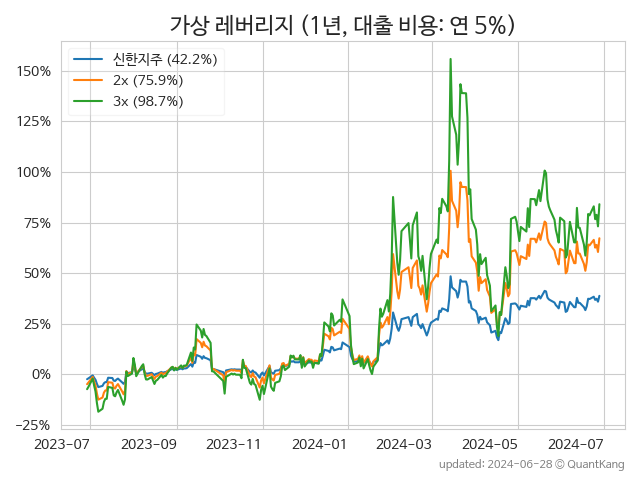 가상 레버리지 (1년, 대출 비용: 연 5%)
신한지주 (42.2%)
2x (75.9%)
3x (98.7%)
150%
125%
100%
75%
50%
25%
0%
−25%
2023-07 2023-09 2023-11 2024-01 2024-03 2024-05 2024-07
updated: 2024-06-28 © QuantKang